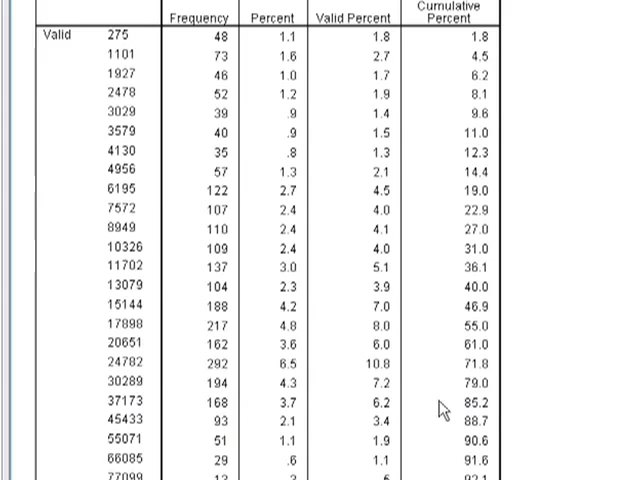 Frequency Percent Valid Percent Cumulative Percent
Valid 275 48 1.1 1.8 1.8
1101 73 1.6 2.7 4.5
1927 46 1.0 1.7 6.2
2478 52 1.2 1.9 8.1
3029 39 .9 1.4 9.6
3579 40 .9 1.5 11.0
4130 35 .8 1.3 12.3
4956 57 1.3 2.1 14.4
6195 122 2.7 4.5 19.0
7572 107 2.4 4.0 22.9
8949 110 2.4 4.1 27.0
10326 109 2.4 4.0 31.0
11702 137 3.0 5.1 36.1
13079 104 2.3 3.9 40.0
15144 188 4.2 7.0 46.9
17898 217 4.8 8.0 55.0
20651 162 3.6 6.0 61.0
24782 292 6.5 10.8 71.8
30289 194 4.3 7.2 79.0
37173 168 3.7 6.2 85.2
45433 93 2.1 3.4 88.7
55071 51 1.1 1.9 90.6
66085 29 .6 1.1 91.6
77099